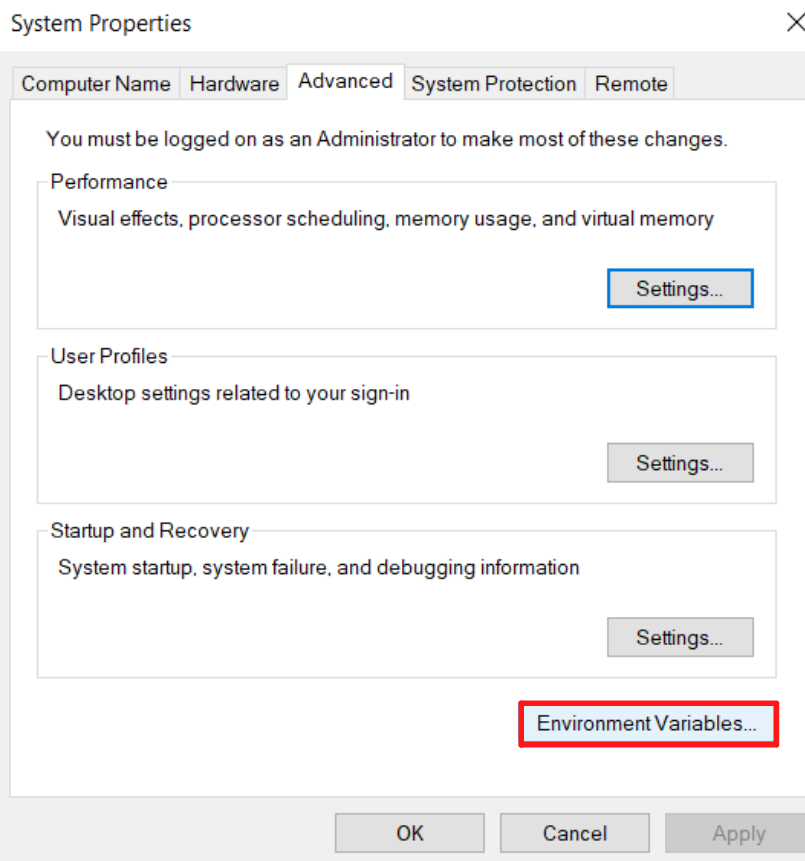 System Properties
Computer Name Hardware Advanced System Protection Remote
You must be logged on as an Administrator to make most of these changes.
Performance
Visual effects, processor scheduling, memory usage, and virtual memory
Settings...
User Profiles
Desktop settings related to your sign-in
Settings...
Startup and Recovery
System startup, system failure, and debugging information
Settings...
Environment Variables...
OK Cancel Apply